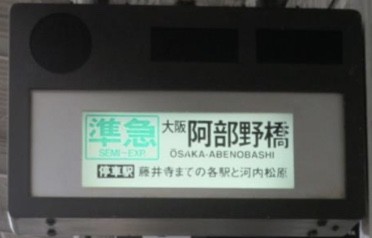 準急 大阪阿部野橋
SEMI-EXP. ŌSAKA-ABENOBASHI
停車駅 藤井寺までの各駅と河内松原